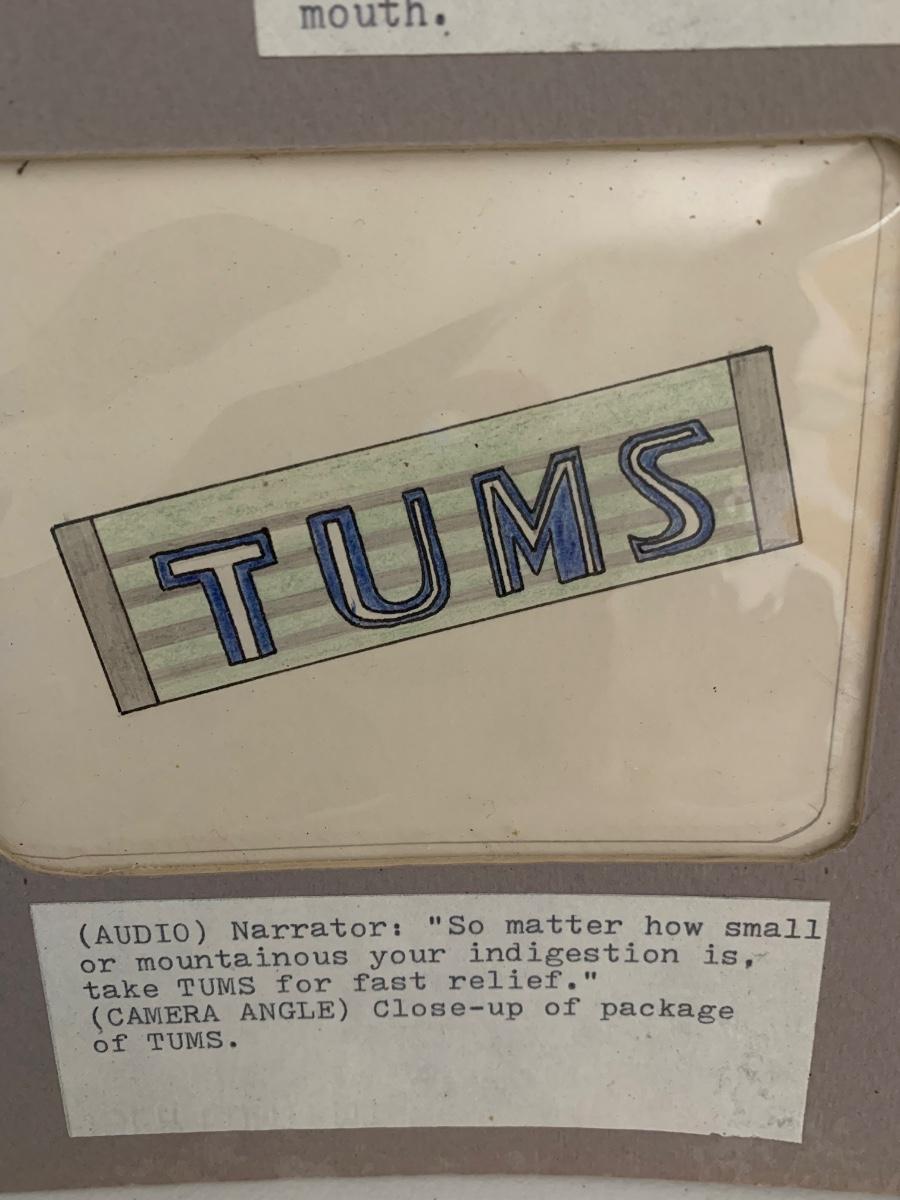 mouth.
TUMS
(AUDIO) Narrator: "So matter how small
or mountainous your indigestion is,
take TUMS for fast relief."
(CAMERA ANGLE) Close-up of package
of TUMS.